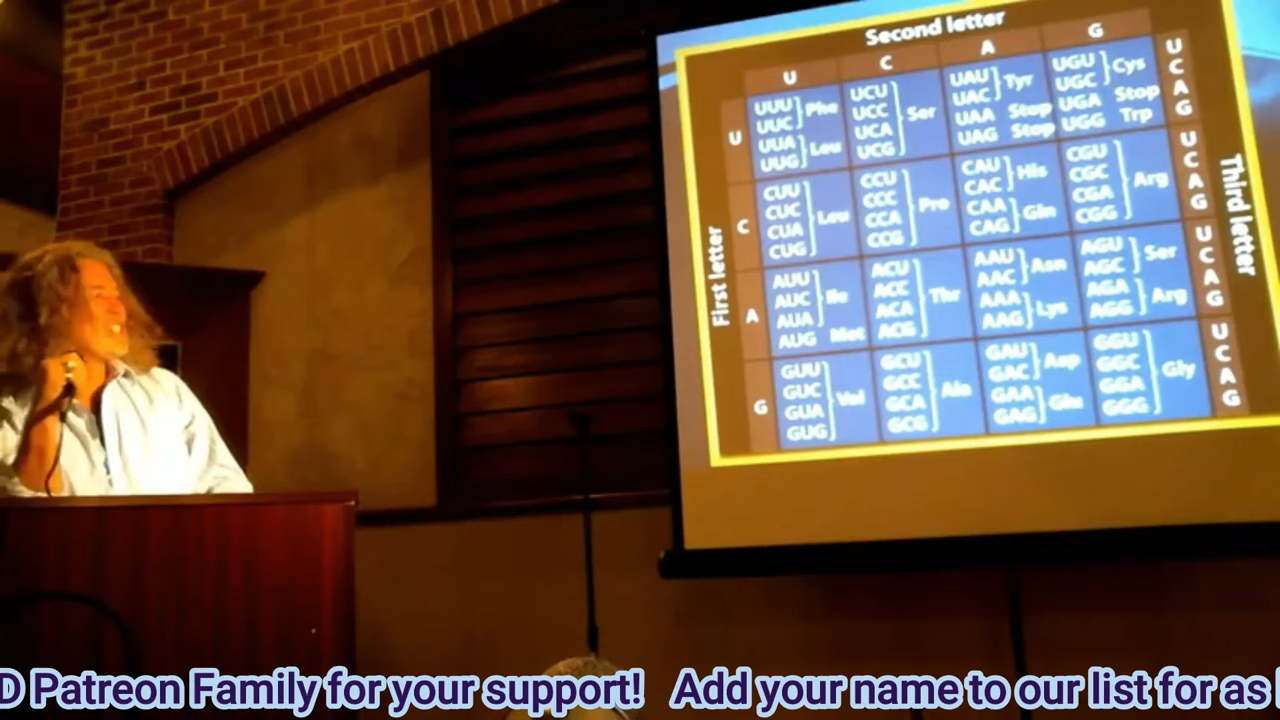 Second letter
U C A G
First letter
Third letter
U
UUU Phe
UUC
UUA Leu
UUG
UCU
UCC Ser
UCA
UCG
UAU Tyr
UAC
UAA Stop
UAG Stop
UGU Cys
UGC
UGA Stop
UGG Trp
U
C
A
G
C
CUU
CUC Leu
CUA
CUG
CCU
CCC Pro
CCA
CCG
CAU His
CAC
CAA Gln
CAG
CGU
CGC Arg
CGA
CGG
U
C
A
G
A
AUU
AUC Ile
AUA
AUG Met
ACU
ACC Thr
ACA
ACG
AAU Asn
AAC
AAA Lys
AAG
AGU Ser
AGC
AGA Arg
AGG
U
C
A
G
G
GUU
GUC Val
GUA
GUG
GCU
GCC Ala
GCA
GCG
GAU Asp
GAC
GAA Glu
GAG
GGU
GGC Gly
GGA
GGG
U
C
A
G
D Patreon Family for your support! Add your name to our list for as